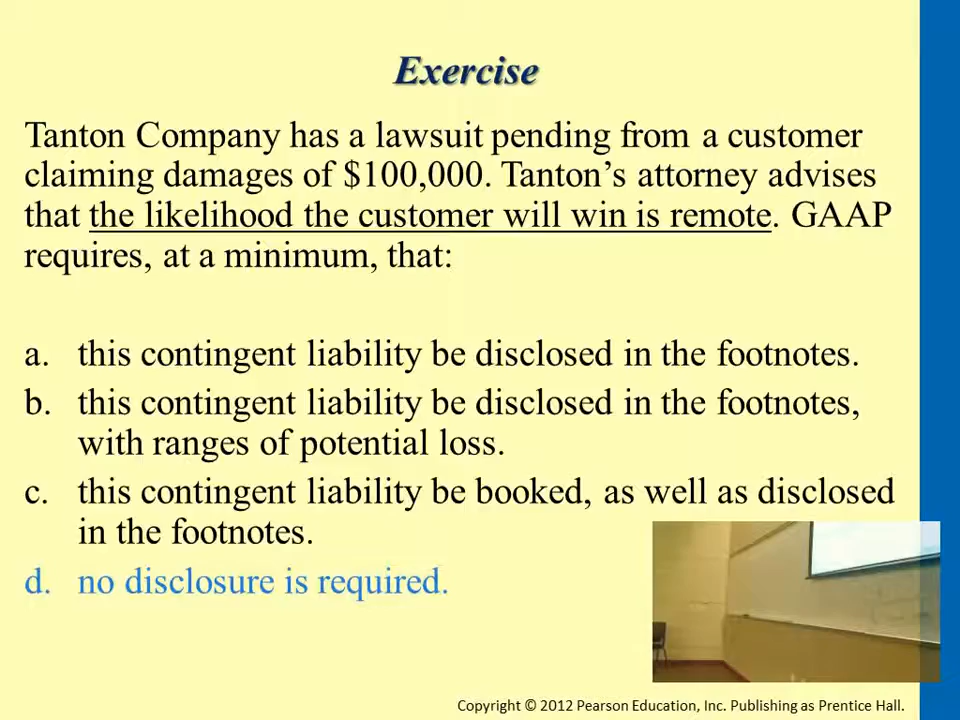 Exercise
Tanton Company has a lawsuit pending from a customer
claiming damages of $100,000. Tanton’s attorney advises
that the likelihood the customer will win is remote. GAAP
requires, at a minimum, that:
a. this contingent liability be disclosed in the footnotes.
b. this contingent liability be disclosed in the footnotes,
with ranges of potential loss.
c. this contingent liability be booked, as well as disclosed
in the footnotes.
d. no disclosure is required.
Copyright © 2012 Pearson Education, Inc. Publishing as Prentice Hall.